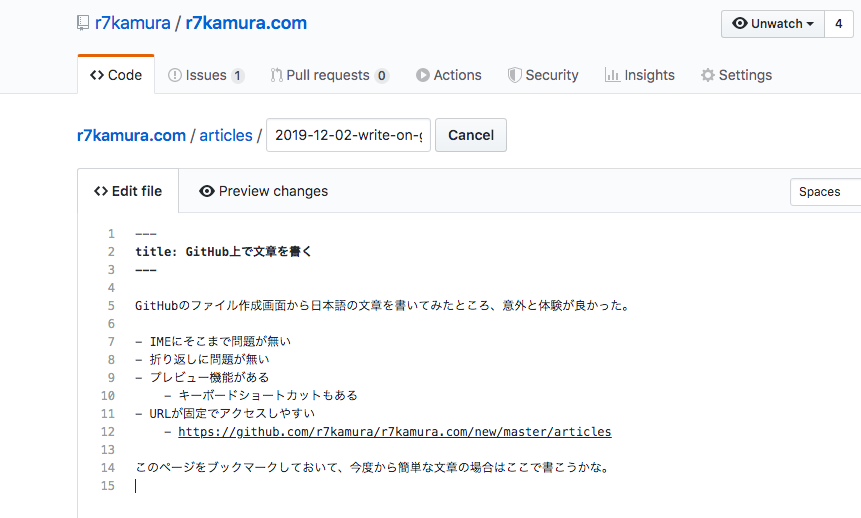 r7kamura / r7kamura.com
Unwatch 4
Code Issues 1 Pull requests 0 Actions Security Insights Settings
r7kamura.com / articles / 2019-12-02-write-on-g Cancel
Edit file Preview changes Spaces
1 ---
2 title: GitHub上で文章を書く
3 ---
4
5 GitHubのファイル作成画面から日本語の文章を書いてみたところ、意外と体験が良かった。
6
7 - IMEにそこまで問題が無い
8 - 折り返しに問題が無い
9 - プレビュー機能がある
10 - キーボードショートカットもある
11 - URLが固定でアクセスしやすい
12 - https://github.com/r7kamura/r7kamura.com/new/master/articles
13
14 このページをブックマークしておいて、今度から簡単な文章の場合はここで書こうかな。
15